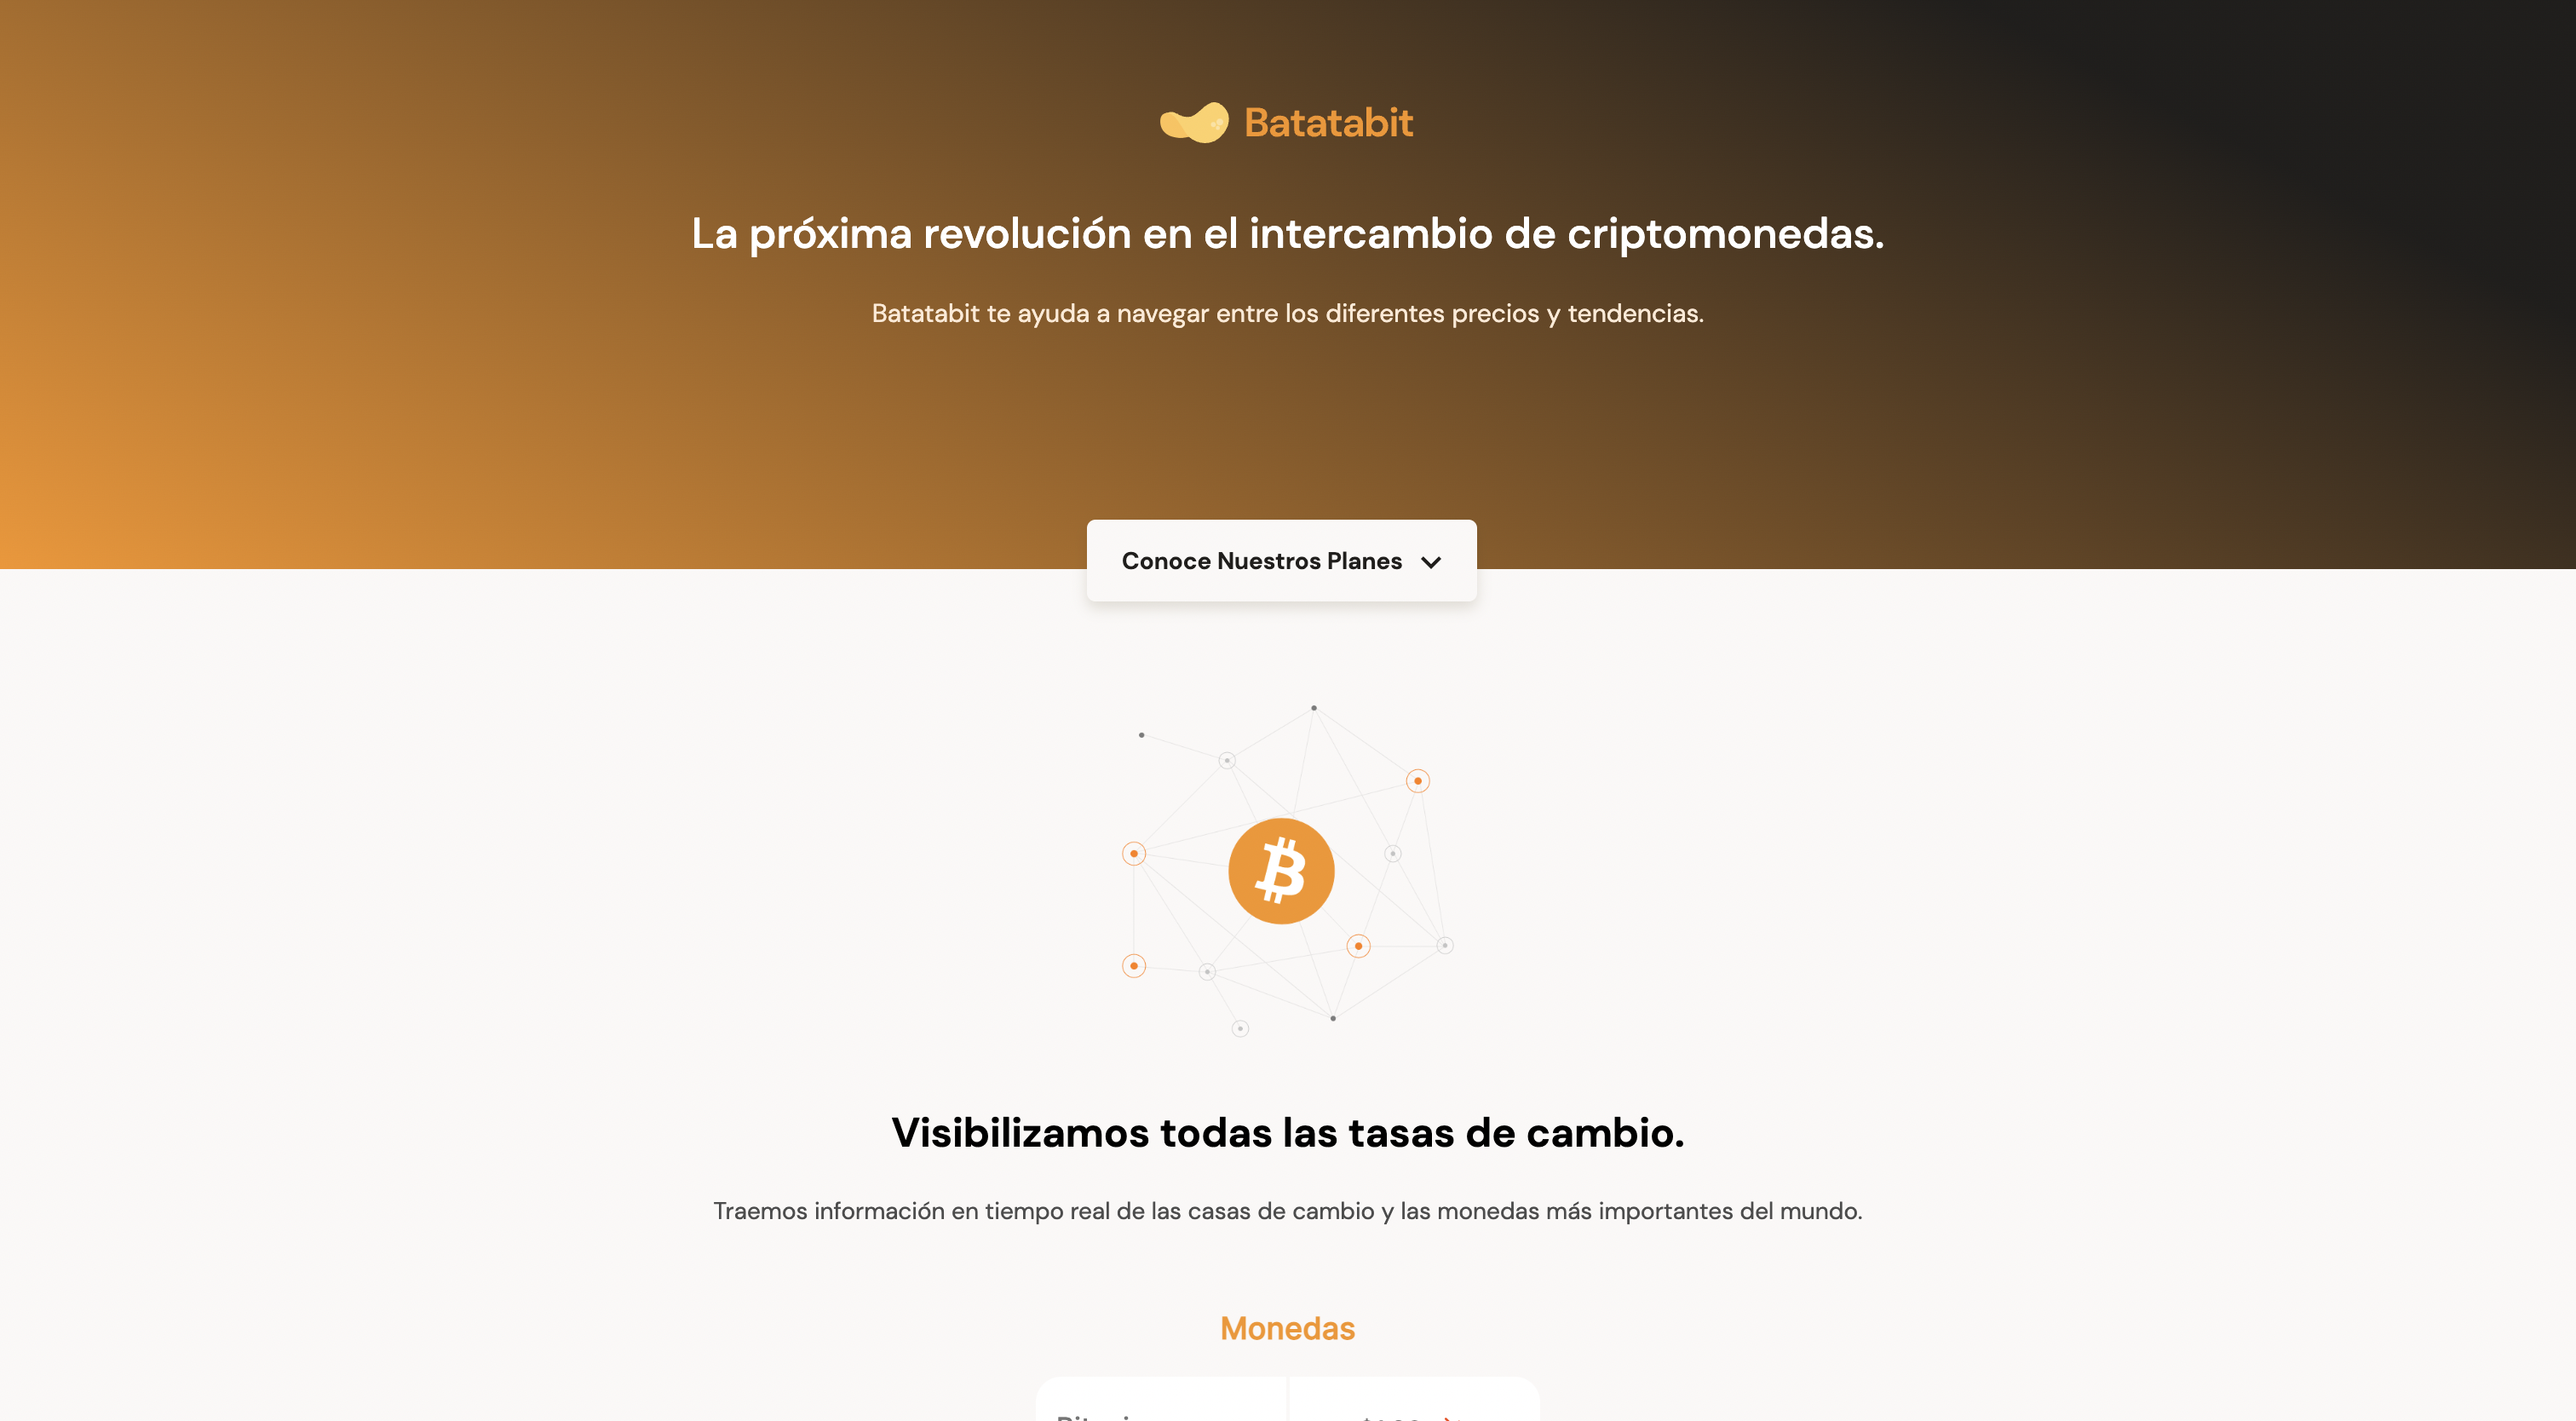 Batatabit
La próxima revolución en el intercambio de criptomonedas.
Batatabit te ayuda a navegar entre los diferentes precios y tendencias.
Conoce Nuestros Planes
Visibilizamos todas las tasas de cambio.
Traemos información en tiempo real de las casas de cambio y las monedas más importantes del mundo.
Monedas